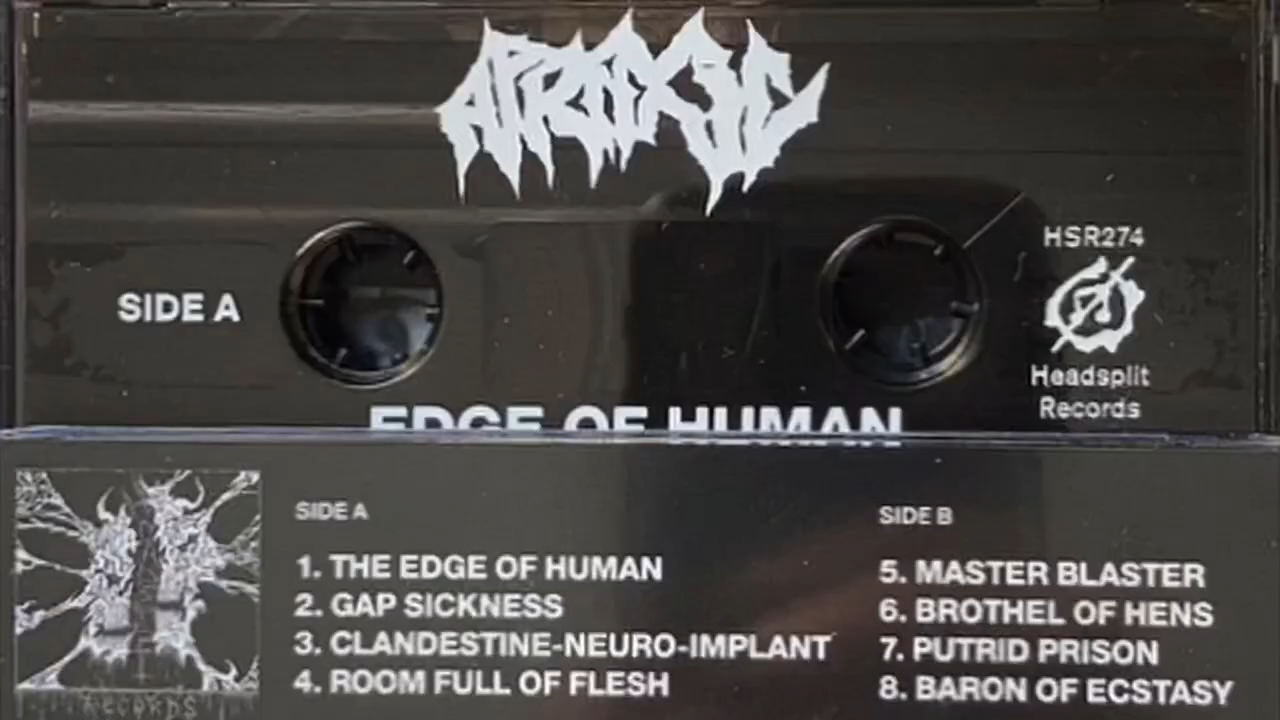 SIDE A
HSR274
Headsplit
Records
EDGE OF HUMAN
SIDE A
1. THE EDGE OF HUMAN
2. GAP SICKNESS
3. CLANDESTINE-NEURO-IMPLANT
4. ROOM FULL OF FLESH
SIDE B
5. MASTER BLASTER
6. BROTHEL OF HENS
7. PUTRID PRISON
8. BARON OF ECSTASY
RECORDS